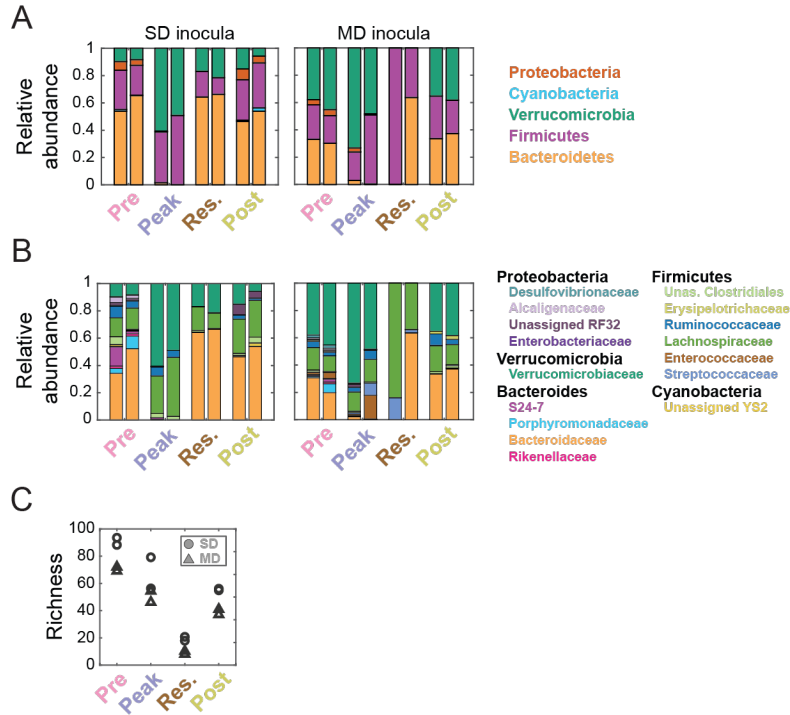 A
SD inocula
MD inocula
Relative
abundance
1
0.8
0.6
0.4
0.2
0
Pre
Peak
Res.
Post
Pre
Peak
Res.
Post
Proteobacteria
Cyanobacteria
Verrucomicrobia
Firmicutes
Bacteroidetes
B
Relative
abundance
1
0.8
0.6
0.4
0.2
0
Pre
Peak
Res.
Post
Pre
Peak
Res.
Post
Proteobacteria
Desulfovibrionaceae
Alcaligenaceae
Unassigned RF32
Enterobacteriaceae
Verrucomicrobia
Verrucomicrobiaceae
Bacteroides
S24-7
Porphyromonadaceae
Bacteroidaceae
Rikenellaceae
Firmicutes
Unas. Clostridiales
Erysipelotrichaceae
Ruminococcaceae
Lachnospiraceae
Enterococcaceae
Streptococcaceae
Cyanobacteria
Unassigned YS2
C
Richness
100
80
60
40
20
0
SD
MD
Pre
Peak
Res.
Post